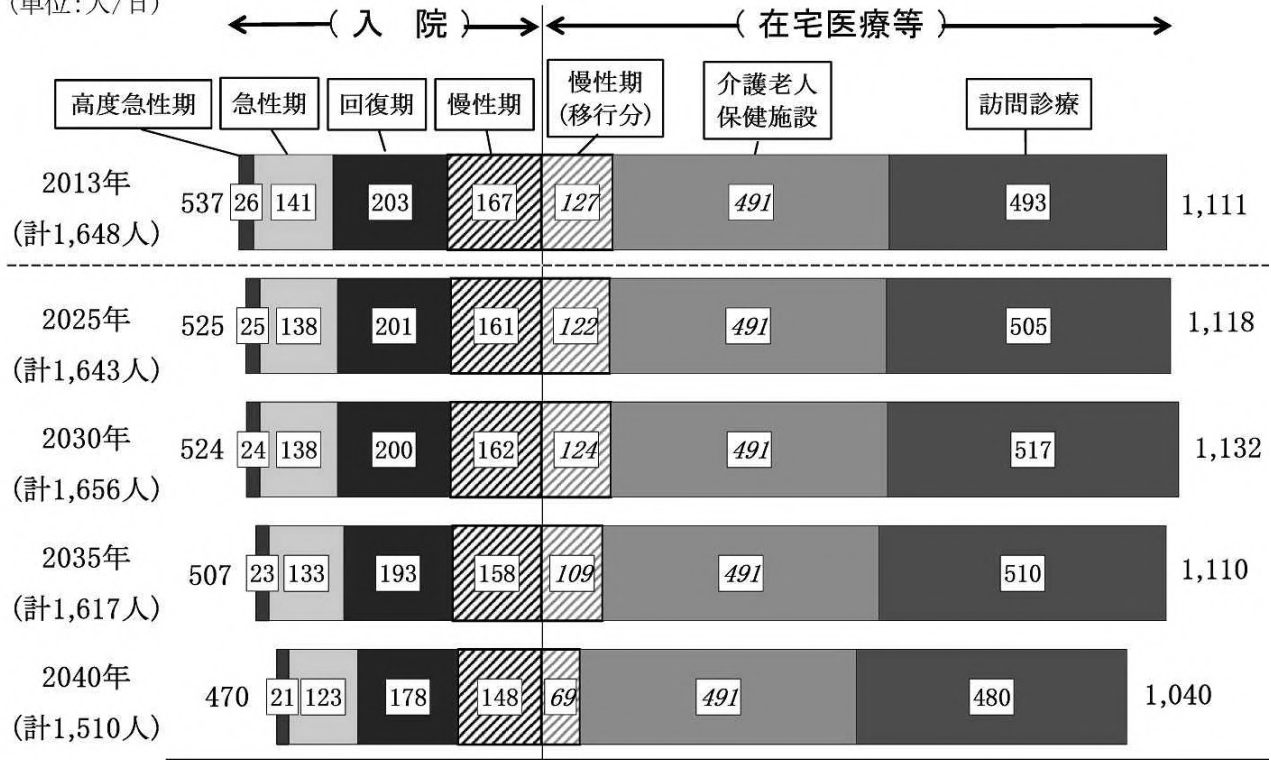 (単位:人/日)
(入 院) (在宅医療等)
高度急性期 急性期 回復期 慢性期 慢性期 介護老人 訪問診療
(移行分) 保健施設
2013年
537 26 141 203 167 127 491 493 1,111
(計1,648人)
2025年
525 25 138 201 161 122 491 505 1,118
(計1,643人)
2030年
524 24 138 200 162 124 491 517 1,132
(計1,656人)
2035年
507 23 133 193 158 109 491 510 1,110
(計1,617人)
2040年
470 21 123 178 148 69 491 480 1,040
(計1,510人)